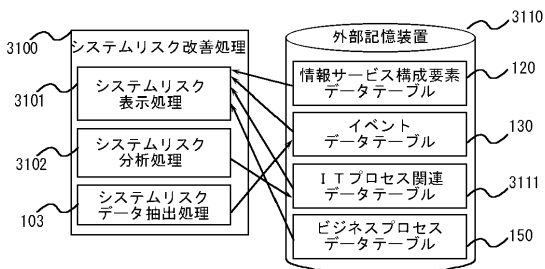 3100
システムリスク改善処理
3101
システムリスク
表示処理
3102
システムリスク
分析処理
103
システムリスク
データ抽出処理
3110
外部記憶装置
情報サービス構成要素
データテーブル
120
イベント
データテーブル
130
ＩＴプロセス関連
データテーブル
3111
ビジネスプロセス
データテーブル
150